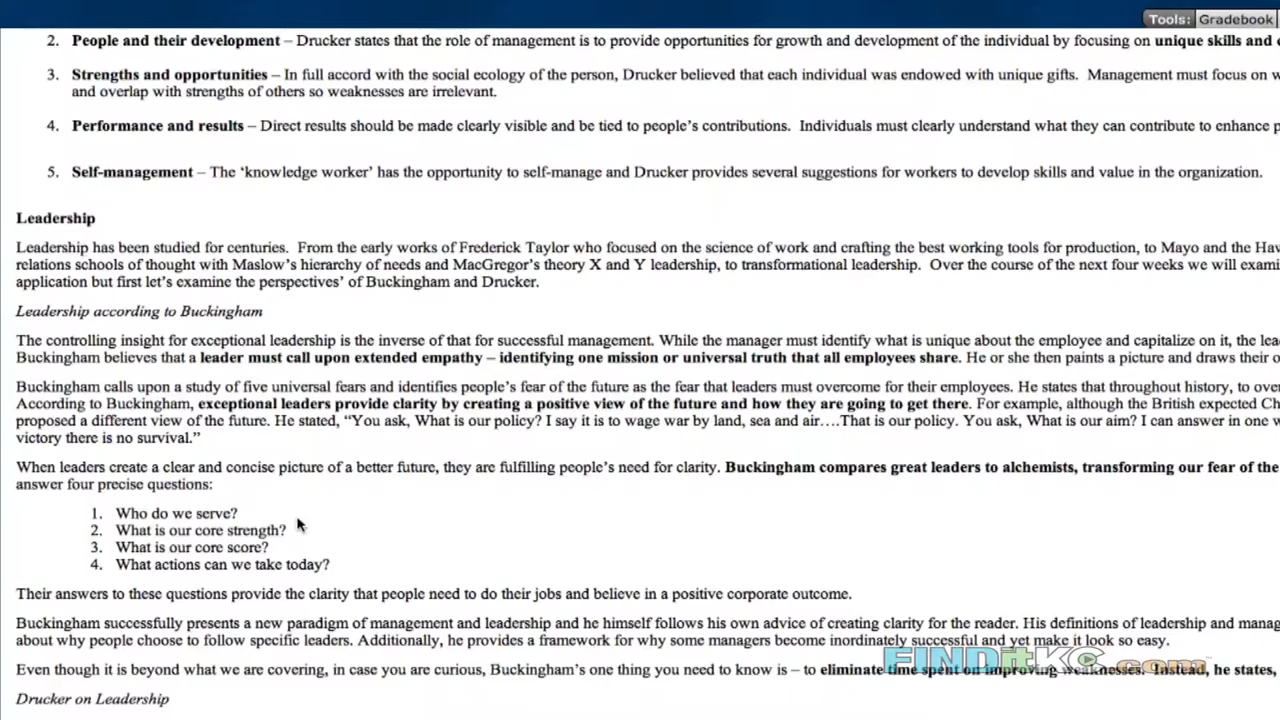 Tools: Gradebook
2. People and their development – Drucker states that the role of management is to provide opportunities for growth and development of the individual by focusing on unique skills and
3. Strengths and opportunities – In full accord with the social ecology of the person, Drucker believed that each individual was endowed with unique gifts. Management must focus on
and overlap with strengths of others so weaknesses are irrelevant.
4. Performance and results – Direct results should be made clearly visible and be tied to people’s contributions. Individuals must clearly understand what they can contribute to enhance
5. Self-management – The ‘knowledge worker’ has the opportunity to self-manage and Drucker provides several suggestions for workers to develop skills and value in the organization.
Leadership
Leadership has been studied for centuries. From the early works of Frederick Taylor who focused on the science of work and crafting the best working tools for production, to Mayo and the
relations schools of thought with Maslow’s hierarchy of needs and MacGregor’s theory X and Y leadership, to transformational leadership. Over the course of the next four weeks we will
application but first let’s examine the perspectives’ of Buckingham and Drucker.
Leadership according to Buckingham
The controlling insight for exceptional leadership is the inverse of that for successful management. While the manager must identify what is unique about the employee and capitalize on it, the
Buckingham believes that a leader must call upon extended empathy – identifying one mission or universal truth that all employees share. He or she then paints a picture and draws their
Buckingham calls upon a study of five universal fears and identifies people’s fear of the future as the fear that leaders must overcome for their employees. He states that throughout history, to
According to Buckingham, exceptional leaders provide clarity by creating a positive view of the future and how they are going to get there. For example, although the British expected
proposed a different view of the future. He stated, “You ask, What is our policy? I say it is to wage war by land, sea and air….That is our policy. You ask, What is our aim? I can answer in one
victory there is no survival.”
When leaders create a clear and concise picture of a better future, they are fulfilling people’s need for clarity. Buckingham compares great leaders to alchemists, transforming our fear of the
answer four precise questions:
1. Who do we serve?
2. What is our core strength?
3. What is our core score?
4. What actions can we take today?
Their answers to these questions provide the clarity that people need to do their jobs and believe in a positive corporate outcome.
Buckingham successfully presents a new paradigm of management and leadership and he himself follows his own advice of creating clarity for the reader. His definitions of leadership and
about why people choose to follow specific leaders. Additionally, he provides a framework for why some managers become inordinately successful and yet make it look so easy.
Even though it is beyond what we are covering, in case you are curious, Buckingham’s one thing you need to know is – to eliminate time spent on improving weaknesses. Instead, he states,
FINDitKC.com
Drucker on Leadership